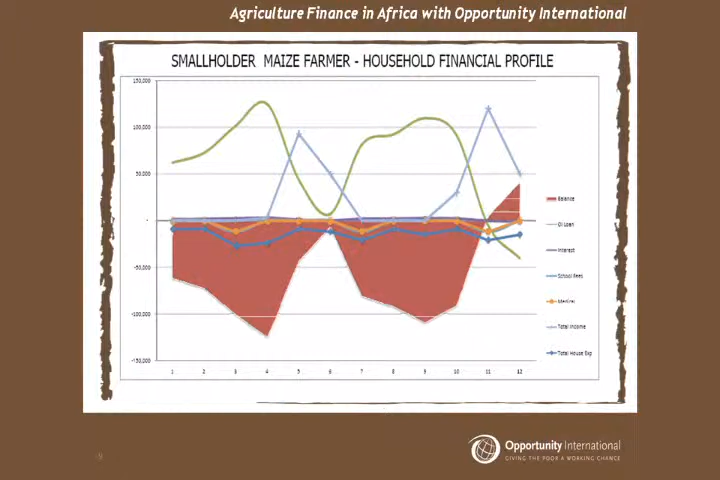 Agriculture Finance in Africa with Opportunity International
SMALLHOLDER MAIZE FARMER - HOUSEHOLD FINANCIAL PROFILE
150,000
100,000
50,000
-
-50,000
-100,000
-150,000
1 2 3 4 5 6 7 8 9 10 11 12
Balance
Loan
Interest
School Fees
Medical
Total Income
Total House Exp
9
Opportunity International
GIVING THE POOR A WORKING CHANCE